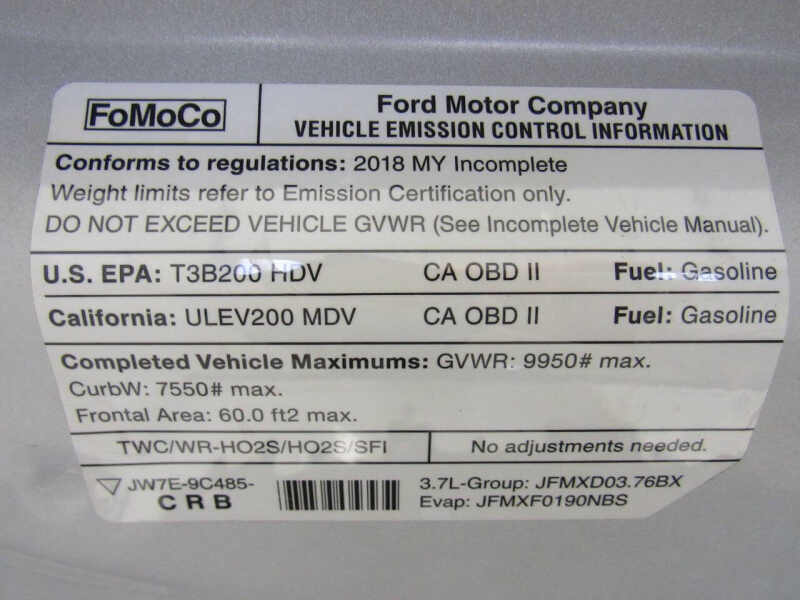 FoMoCo
Ford Motor Company
VEHICLE EMISSION CONTROL INFORMATION
Conforms to regulations: 2018 MY Incomplete
Weight limits refer to Emission Certification only.
DO NOT EXCEED VEHICLE GVWR (See Incomplete Vehicle Manual).
U.S. EPA: T3B200 HDV CA OBD II Fuel: Gasoline
California: ULEV200 MDV CA OBD II Fuel: Gasoline
Completed Vehicle Maximums: GVWR: 9950# max.
CurbW: 7550# max.
Frontal Area: 60.0 ft2 max.
TWC/WR-HO2S/HO2S/SFI No adjustments needed.
JW7E-9C485-
CRB
3.7L-Group: JFMXD03.76BX
Evap: JFMXF0190NBS